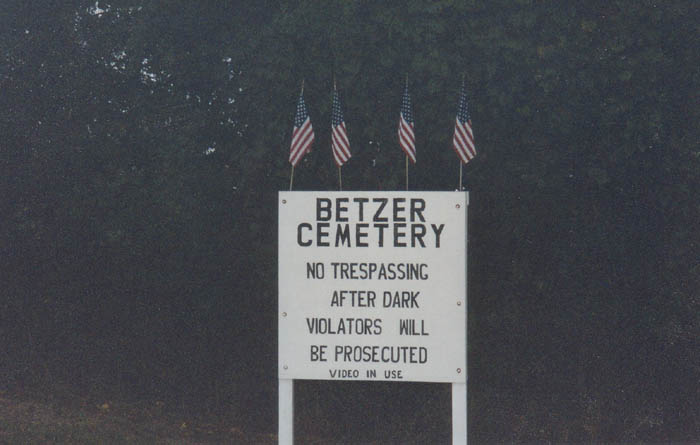 BETZER
CEMETERY
NO TRESPASSING
AFTER DARK
VIOLATORS WILL
BE PROSECUTED
VIDEO IN USE